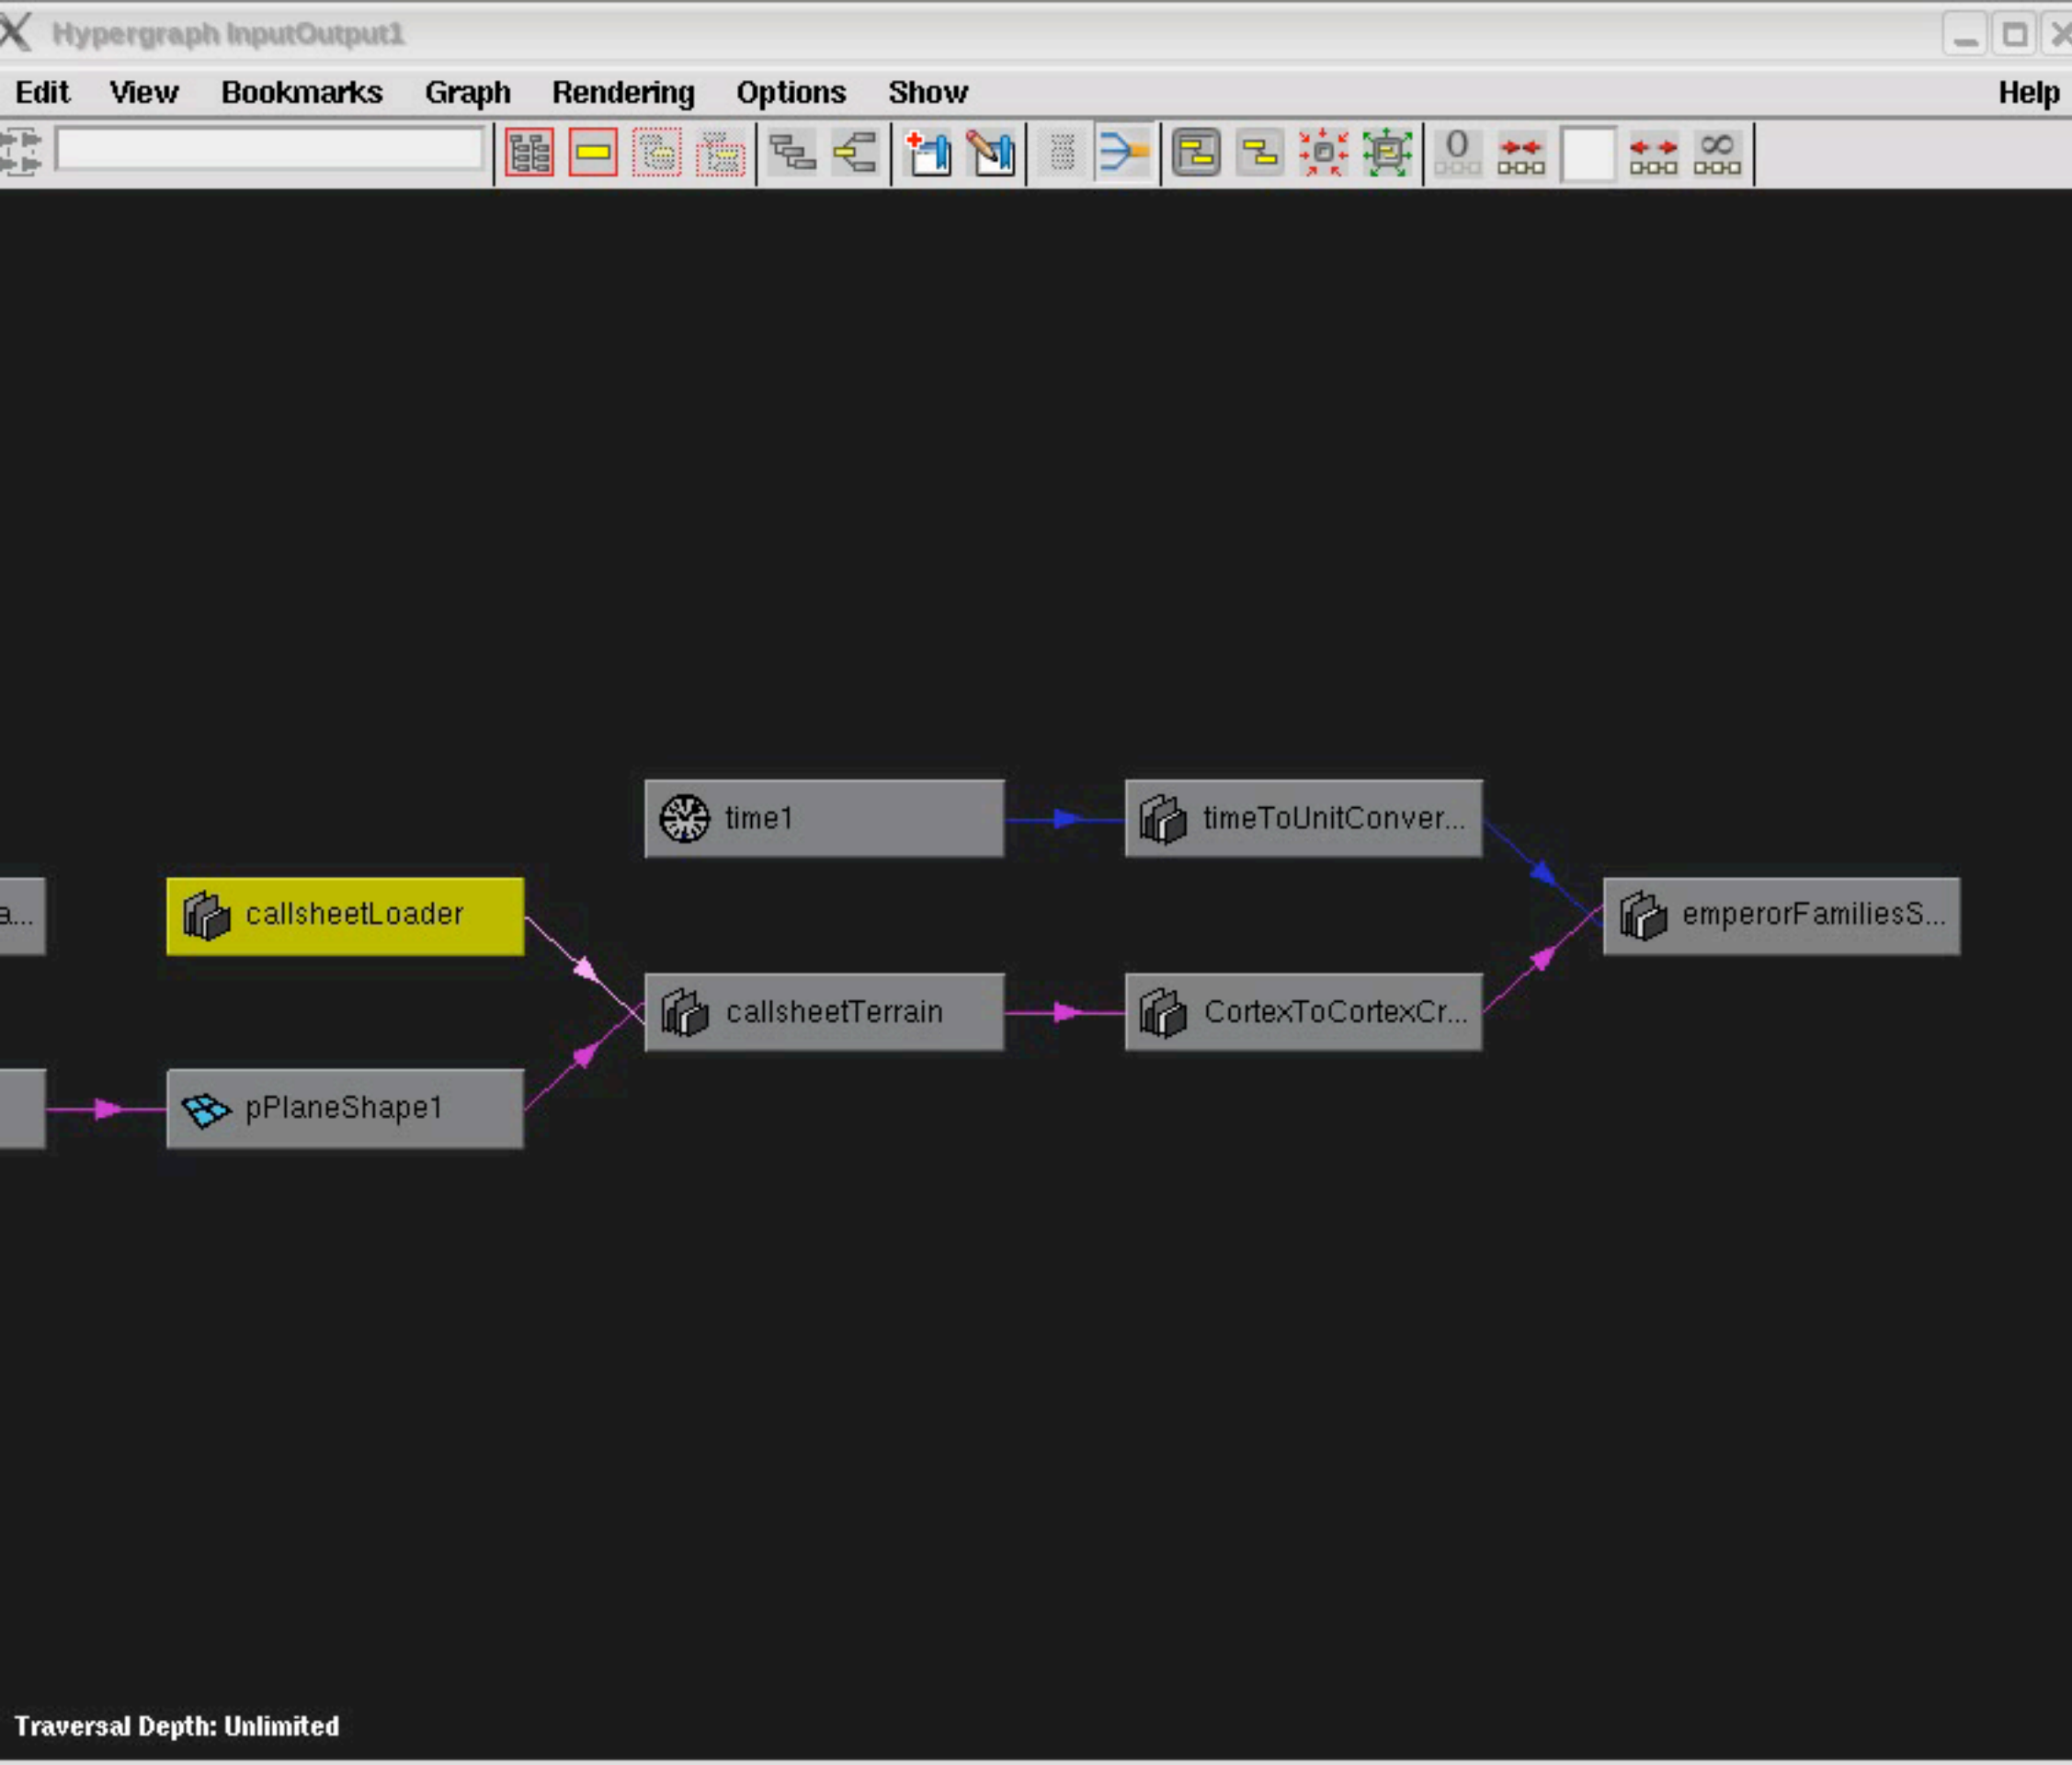 Hypergraph InputOutput1
Edit View Bookmarks Graph Rendering Options Show Help
0 ∞
time1 timeToUnitConver...
a... callsheetLoader emperorFamiliesS...
callsheetTerrain CortexToCortexCr...
pPlaneShape1
Traversal Depth: Unlimited